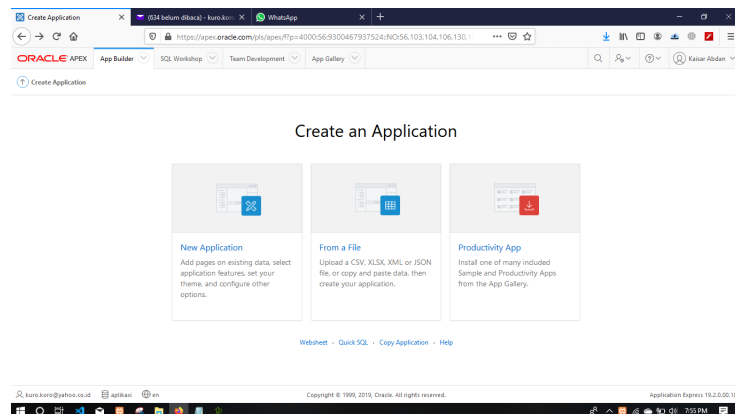 Create Application
(634 belum dibaca) - kuro.koro
WhatsApp
https://apex.oracle.com/pls/apex/f?p=4000:56:9300467937524::NO:56,103,104,106,130,1
ORACLE APEX
App Builder
SQL Workshop
Team Development
App Gallery
Kaisar Abdan
Create Application
Create an Application
New Application
Add pages on existing data, select
application features, set your
theme, and configure other
options.
From a File
Upload a CSV, XLSX, XML or JSON
file, or copy and paste data, then
create your application.
Productivity App
Install one of many included
Sample and Productivity Apps
from the App Gallery.
Websheet
Quick SQL
Copy Application
Help
kuro.koro@yahoo.co.id
aplikasi
en
Copyright © 1999, 2019, Oracle. All rights reserved.
Application Express 19.2.0.00.18
7:55 PM